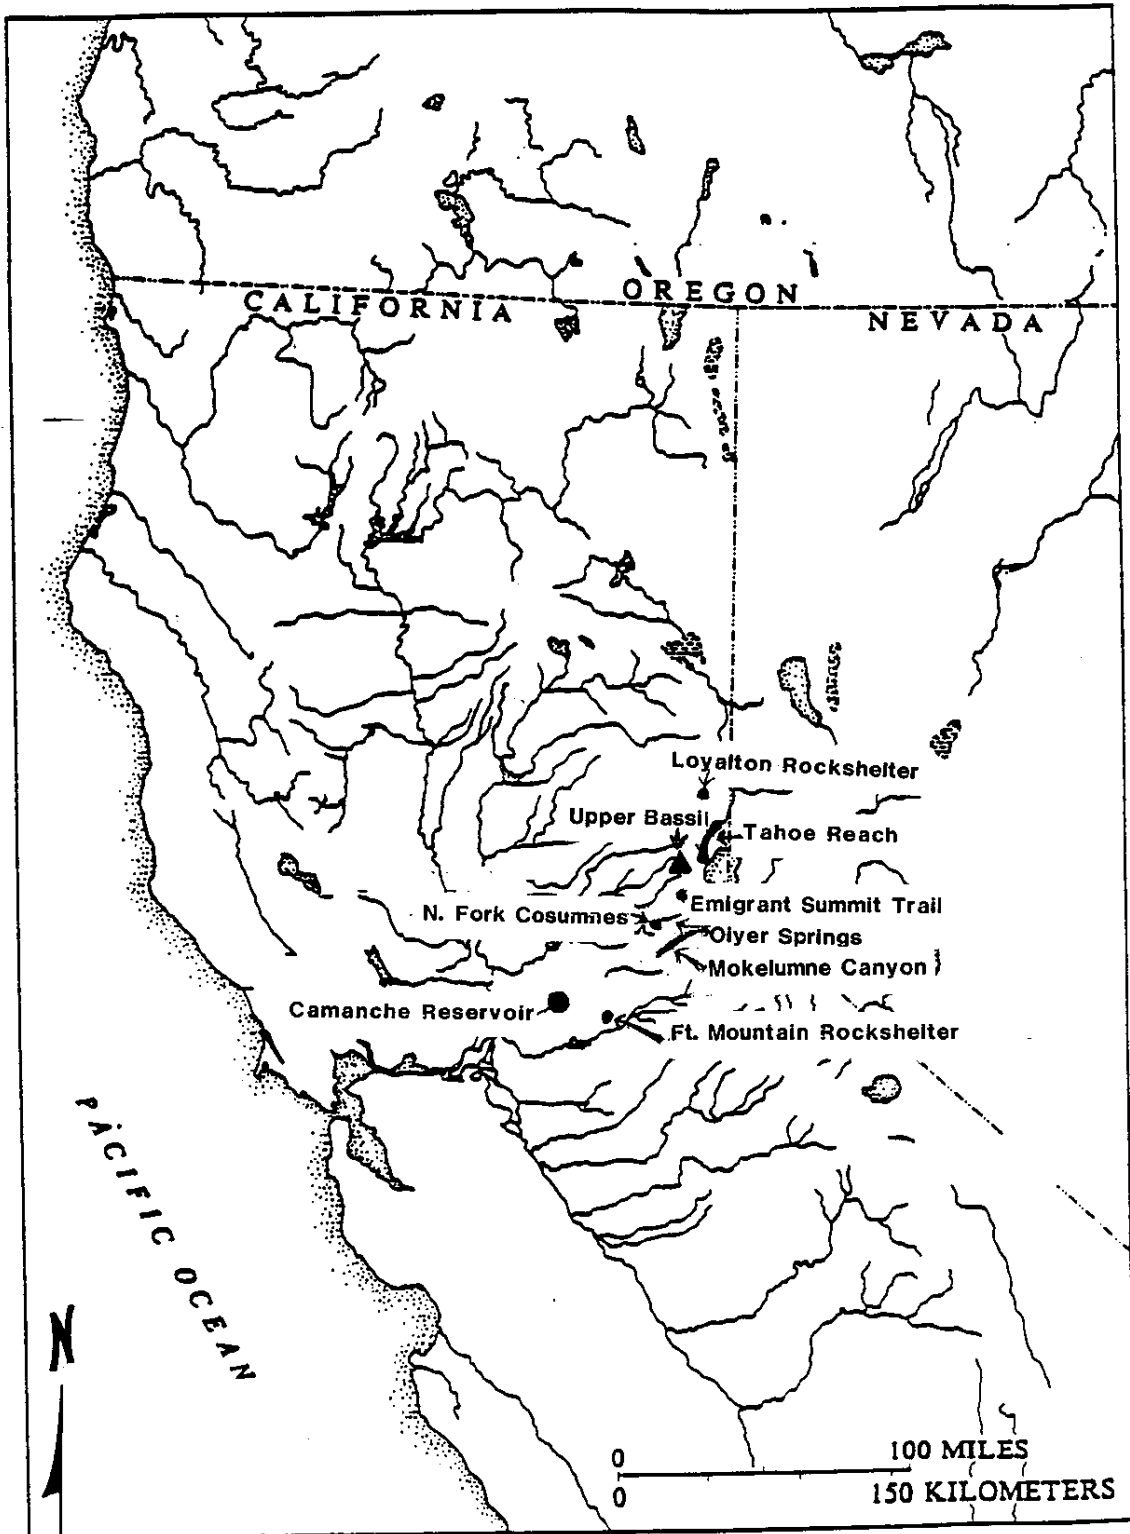 OREGON
CALIFORNIA
NEVADA
Loyalton Rockshelter
Upper Bassi
Tahoe Reach
Emigrant Summit Trail
N. Fork Cosumnes
Olyer Springs
Mokelumne Canyon
Camanche Reservoir
Ft. Mountain Rockshelter
PACIFIC OCEAN
N
0
100 MILES
0
150 KILOMETERS